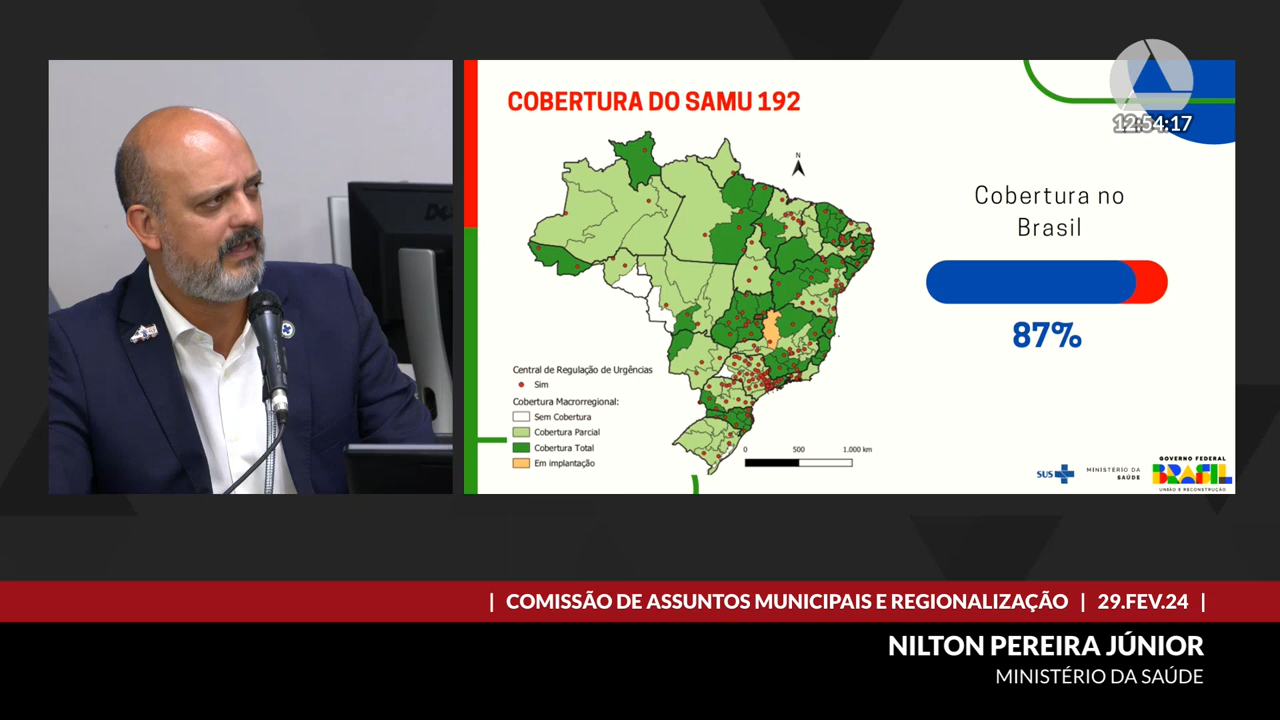 COBERTURA DO SAMU 192
12:54:17
N
Cobertura no
Brasil
87%
Central de Regulação de Urgências
Sim
Cobertura Macrorregional:
Sem Cobertura
Cobertura Parcial
Cobertura Total
Em implantação
0 500 1.000 km
SUS
MINISTÉRIO DA
SAÚDE
GOVERNO FEDERAL
BRASIL
UNIÃO E RECONSTRUÇÃO
| COMISSÃO DE ASSUNTOS MUNICIPAIS E REGIONALIZAÇÃO | 29.FEV.24 |
NILTON PEREIRA JÚNIOR
MINISTÉRIO DA SAÚDE